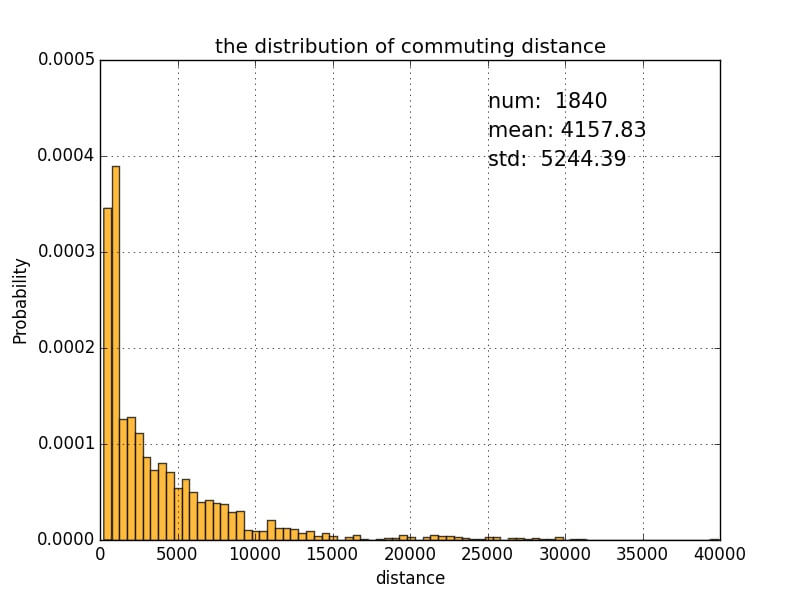 the distribution of commuting distance
num: 1840
mean: 4157.83
std: 5244.39
Probability
0.0005
0.0004
0.0003
0.0002
0.0001
0.0000
0 5000 10000 15000 20000 25000 30000 35000 40000
distance